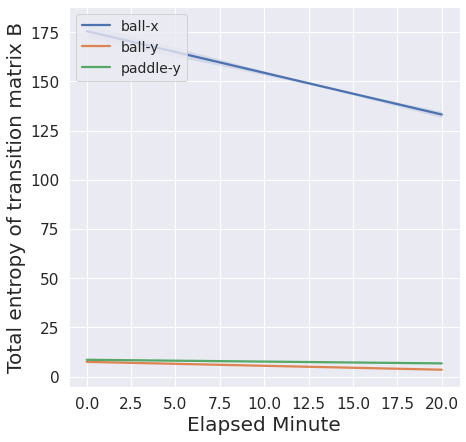 Total entropy of transition matrix B
175
150
125
100
75
50
25
0
ball-x
ball-y
paddle-y
0.0 2.5 5.0 7.5 10.0 12.5 15.0 17.5 20.0
Elapsed Minute